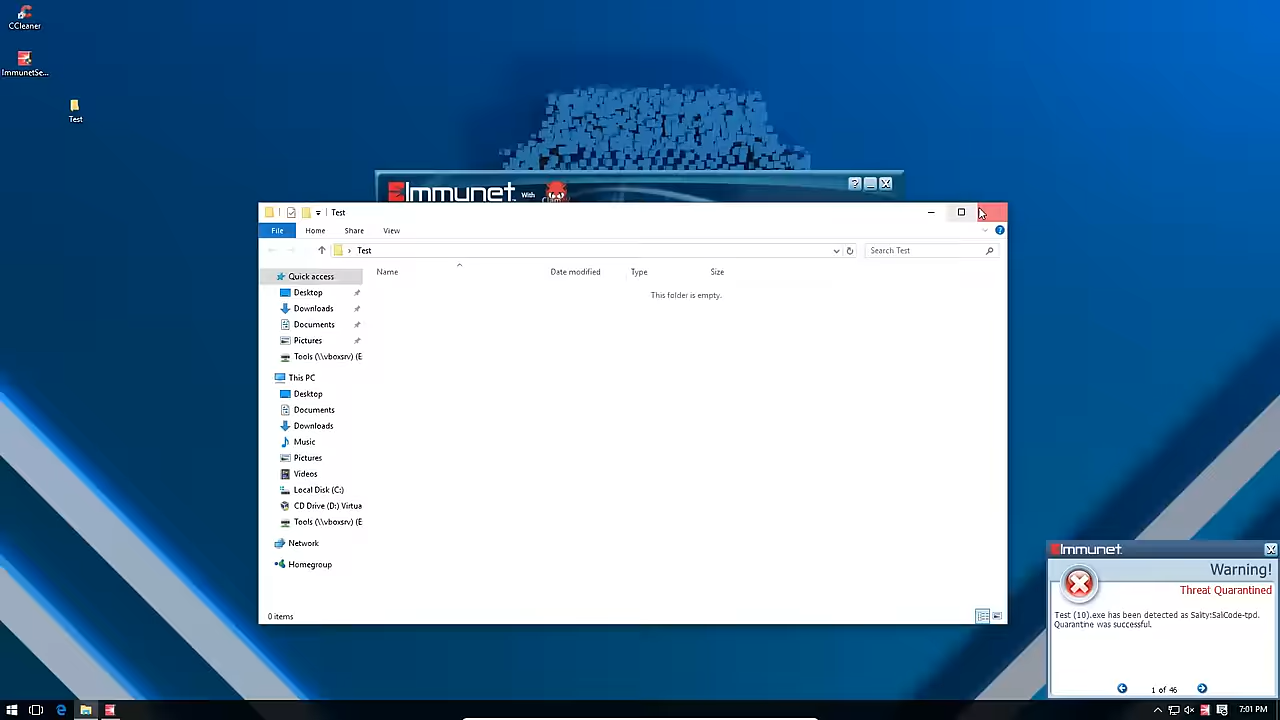 CCleaner
ImmunetSe...
Test
Immunet With
Test
File Home Share View
Test
Search Test
Name Date modified Type Size
This folder is empty.
Quick access
Desktop
Downloads
Documents
Pictures
Tools (\\vboxsrv) (E
This PC
Desktop
Documents
Downloads
Music
Pictures
Videos
Local Disk (C:)
CD Drive (D:) Virtua
Tools (\\vboxsrv) (E
Network
Homegroup
0 items
Immunet
Warning!
Threat Quarantined
Test (10).exe has been detected as Sality:SalCode-tpd.
Quarantine was successful.
1 of 46
7:01 PM